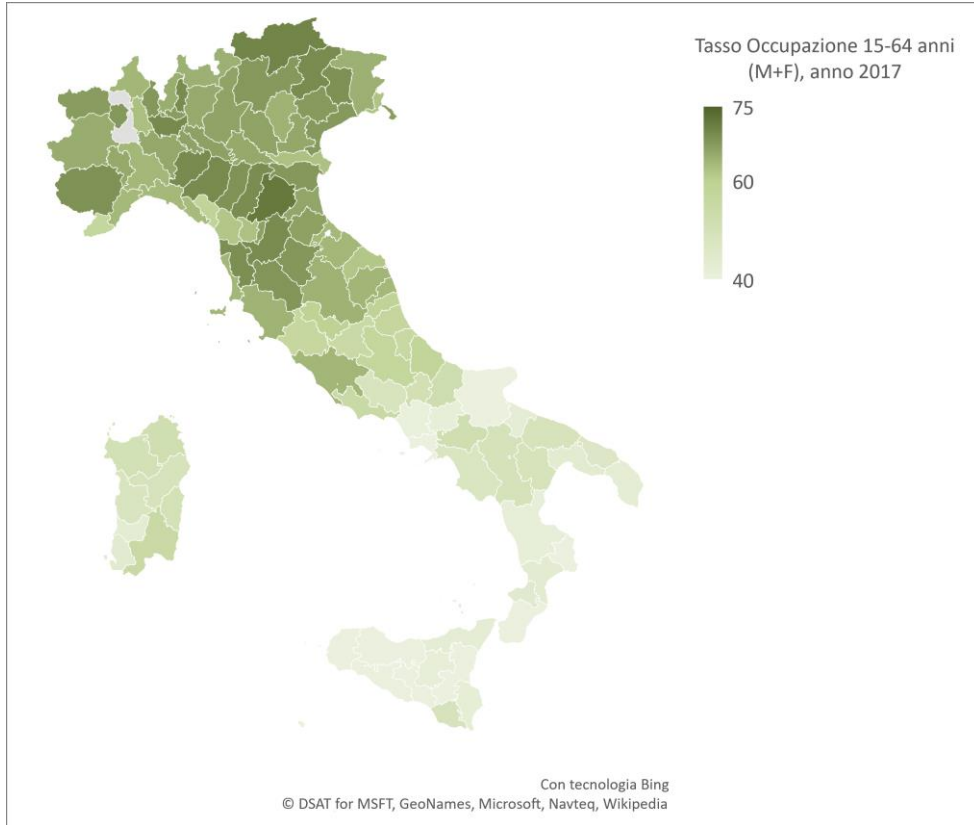 Tasso Occupazione 15-64 anni
(M+F), anno 2017
75
60
40
Con tecnologia Bing
© DSAT for MSFT, GeoNames, Microsoft, Navteq, Wikipedia